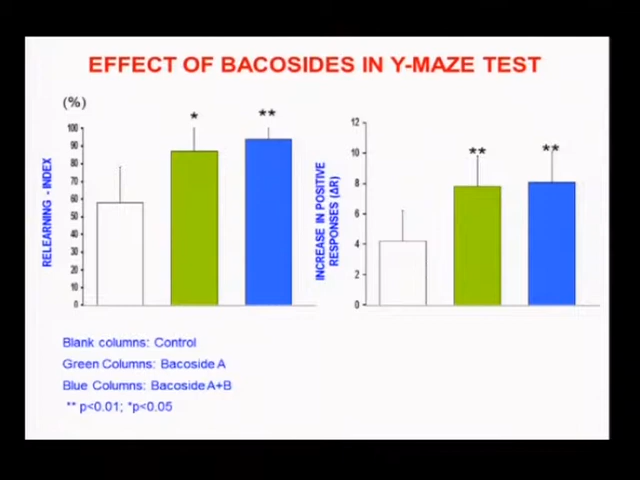 EFFECT OF BACOSIDES IN Y-MAZE TEST
(%)
RELEARNING - INDEX
100
90
80
70
60
50
40
30
20
10
0
*
**
INCREASE IN POSITIVE
RESPONSES (ΔR)
12
10
8
6
4
2
0
**
**
Blank columns: Control
Green Columns: Bacoside A
Blue Columns: Bacoside A+B
** p<0.01; *p<0.05